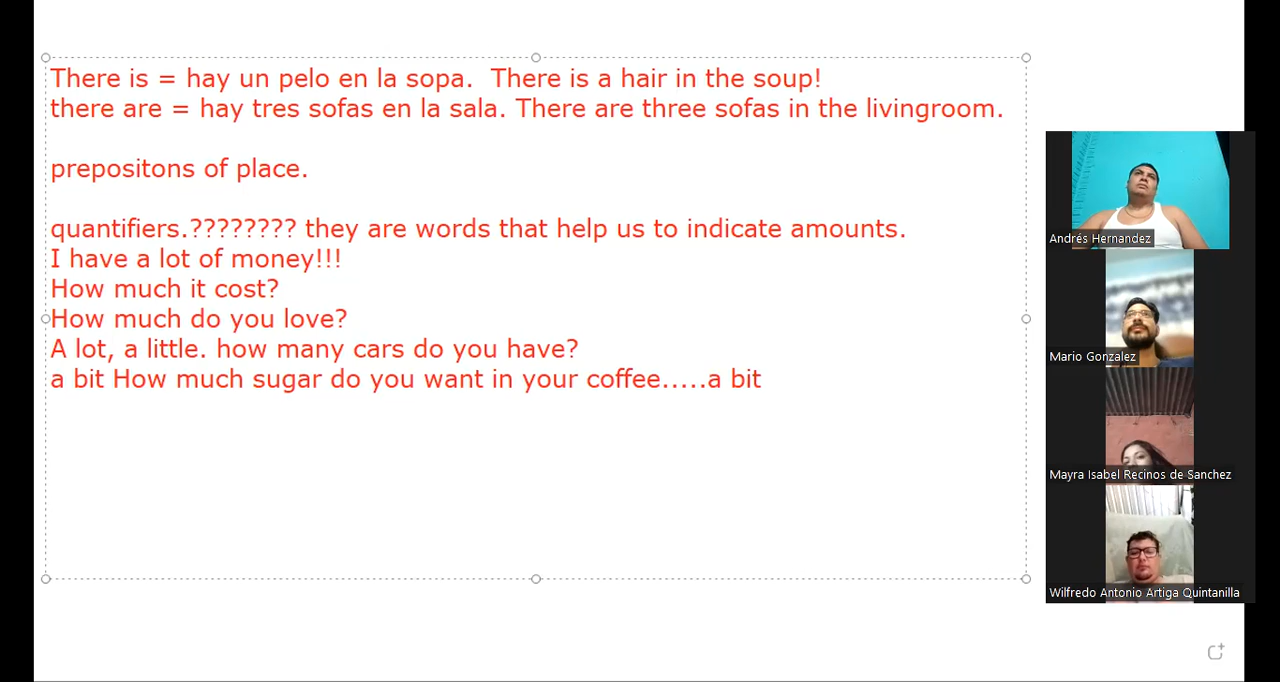 There is = hay un pelo en la sopa.  There is a hair in the soup!
there are = hay tres sofas en la sala. There are three sofas in the livingroom.
prepositons of place.
quantifiers.???????? they are words that help us to indicate amounts.
I have a lot of money!!!
How much it cost?
How much do you love?
A lot, a little. how many cars do you have?
a bit How much sugar do you want in your coffee.....a bit
Andrés Hernandez
Mario Gonzalez
Mayra Isabel Recinos de Sanchez
Wilfredo Antonio Artiga Quintanilla